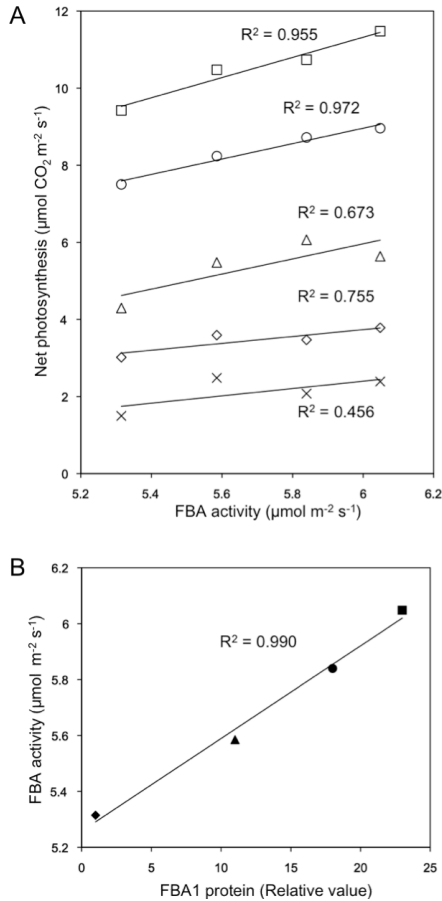 A
R² = 0.955
12
10
R² = 0.972
8
R² = 0.673
6
R² = 0.755
4
2
R² = 0.456
0
5.2 5.4 5.6 5.8 6 6.2
Net photosynthesis (µmol CO₂ m⁻² s⁻¹)
FBA activity (µmol m⁻² s⁻¹)
B
6.2
6
R² = 0.990
5.8
5.6
5.4
5.2
0 5 10 15 20 25
FBA activity (µmol m⁻² s⁻¹)
FBA1 protein (Relative value)